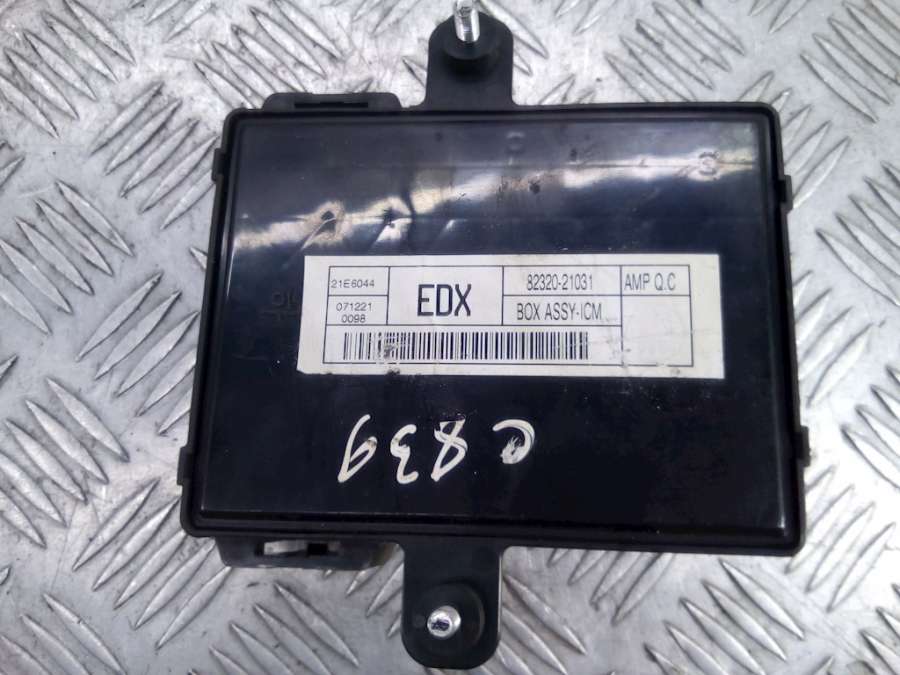 21E6044
071221
0098
EDX
82320-21031
BOX ASSY-ICM
AMP Q.C
C839